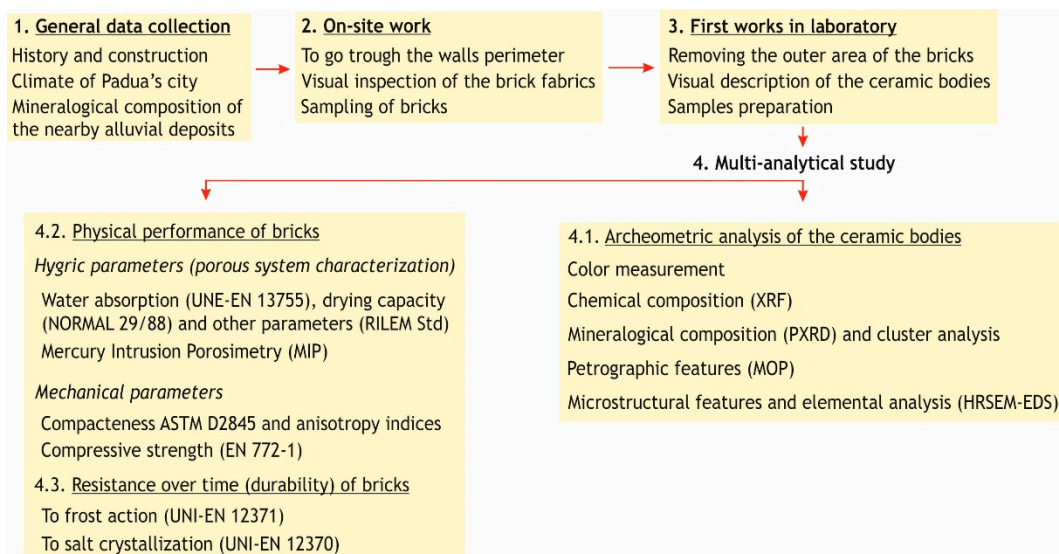 1. General data collection
History and construction
Climate of Padua's city
Mineralogical composition of
the nearby alluvial deposits
2. On-site work
To go trough the walls perimeter
Visual inspection of the brick fabrics
Sampling of bricks
3. First works in laboratory
Removing the outer area of the bricks
Visual description of the ceramic bodies
Samples preparation
4. Multi-analytical study
4.2. Physical performance of bricks
Hygric parameters (porous system characterization)
Water absorption (UNE-EN 13755), drying capacity
(NORMAL 29/88) and other parameters (RILEM Std)
Mercury Intrusion Porosimetry (MIP)
Mechanical parameters
Compacteness ASTM D2845 and anisotropy indices
Compressive strength (EN 772-1)
4.3. Resistance over time (durability) of bricks
To frost action (UNI-EN 12371)
To salt crystallization (UNI-EN 12370)
4.1. Archeometric analysis of the ceramic bodies
Color measurement
Chemical composition (XRF)
Mineralogical composition (PXRD) and cluster analysis
Petrographic features (MOP)
Microstructural features and elemental analysis (HRSEM-EDS)